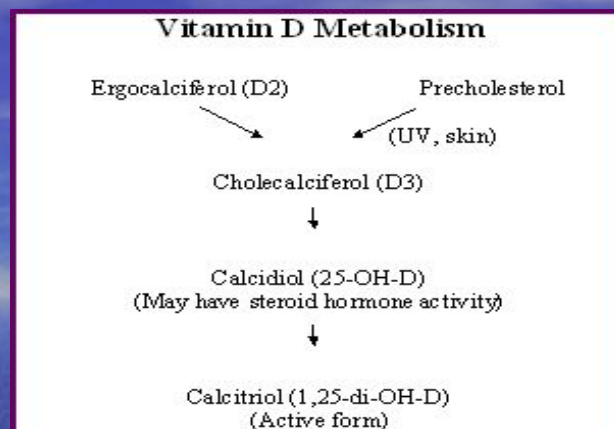 Vitamin D Metabolism
Ergocalciferol (D2) Precholesterol
(UV, skin)
Cholecalciferol (D3)
Calcidiol (25-OH-D)
(May have steroid hormone activity)
Calcitriol (1,25-di-OH-D)
(Active form)